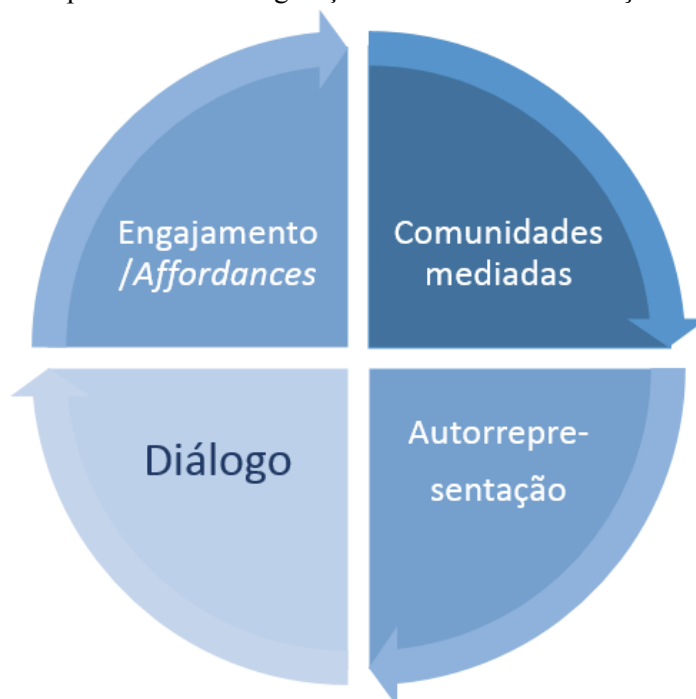 Engajamento
/Affordances
Comunidades
mediadas
Diálogo
Autorrepre-
sentação